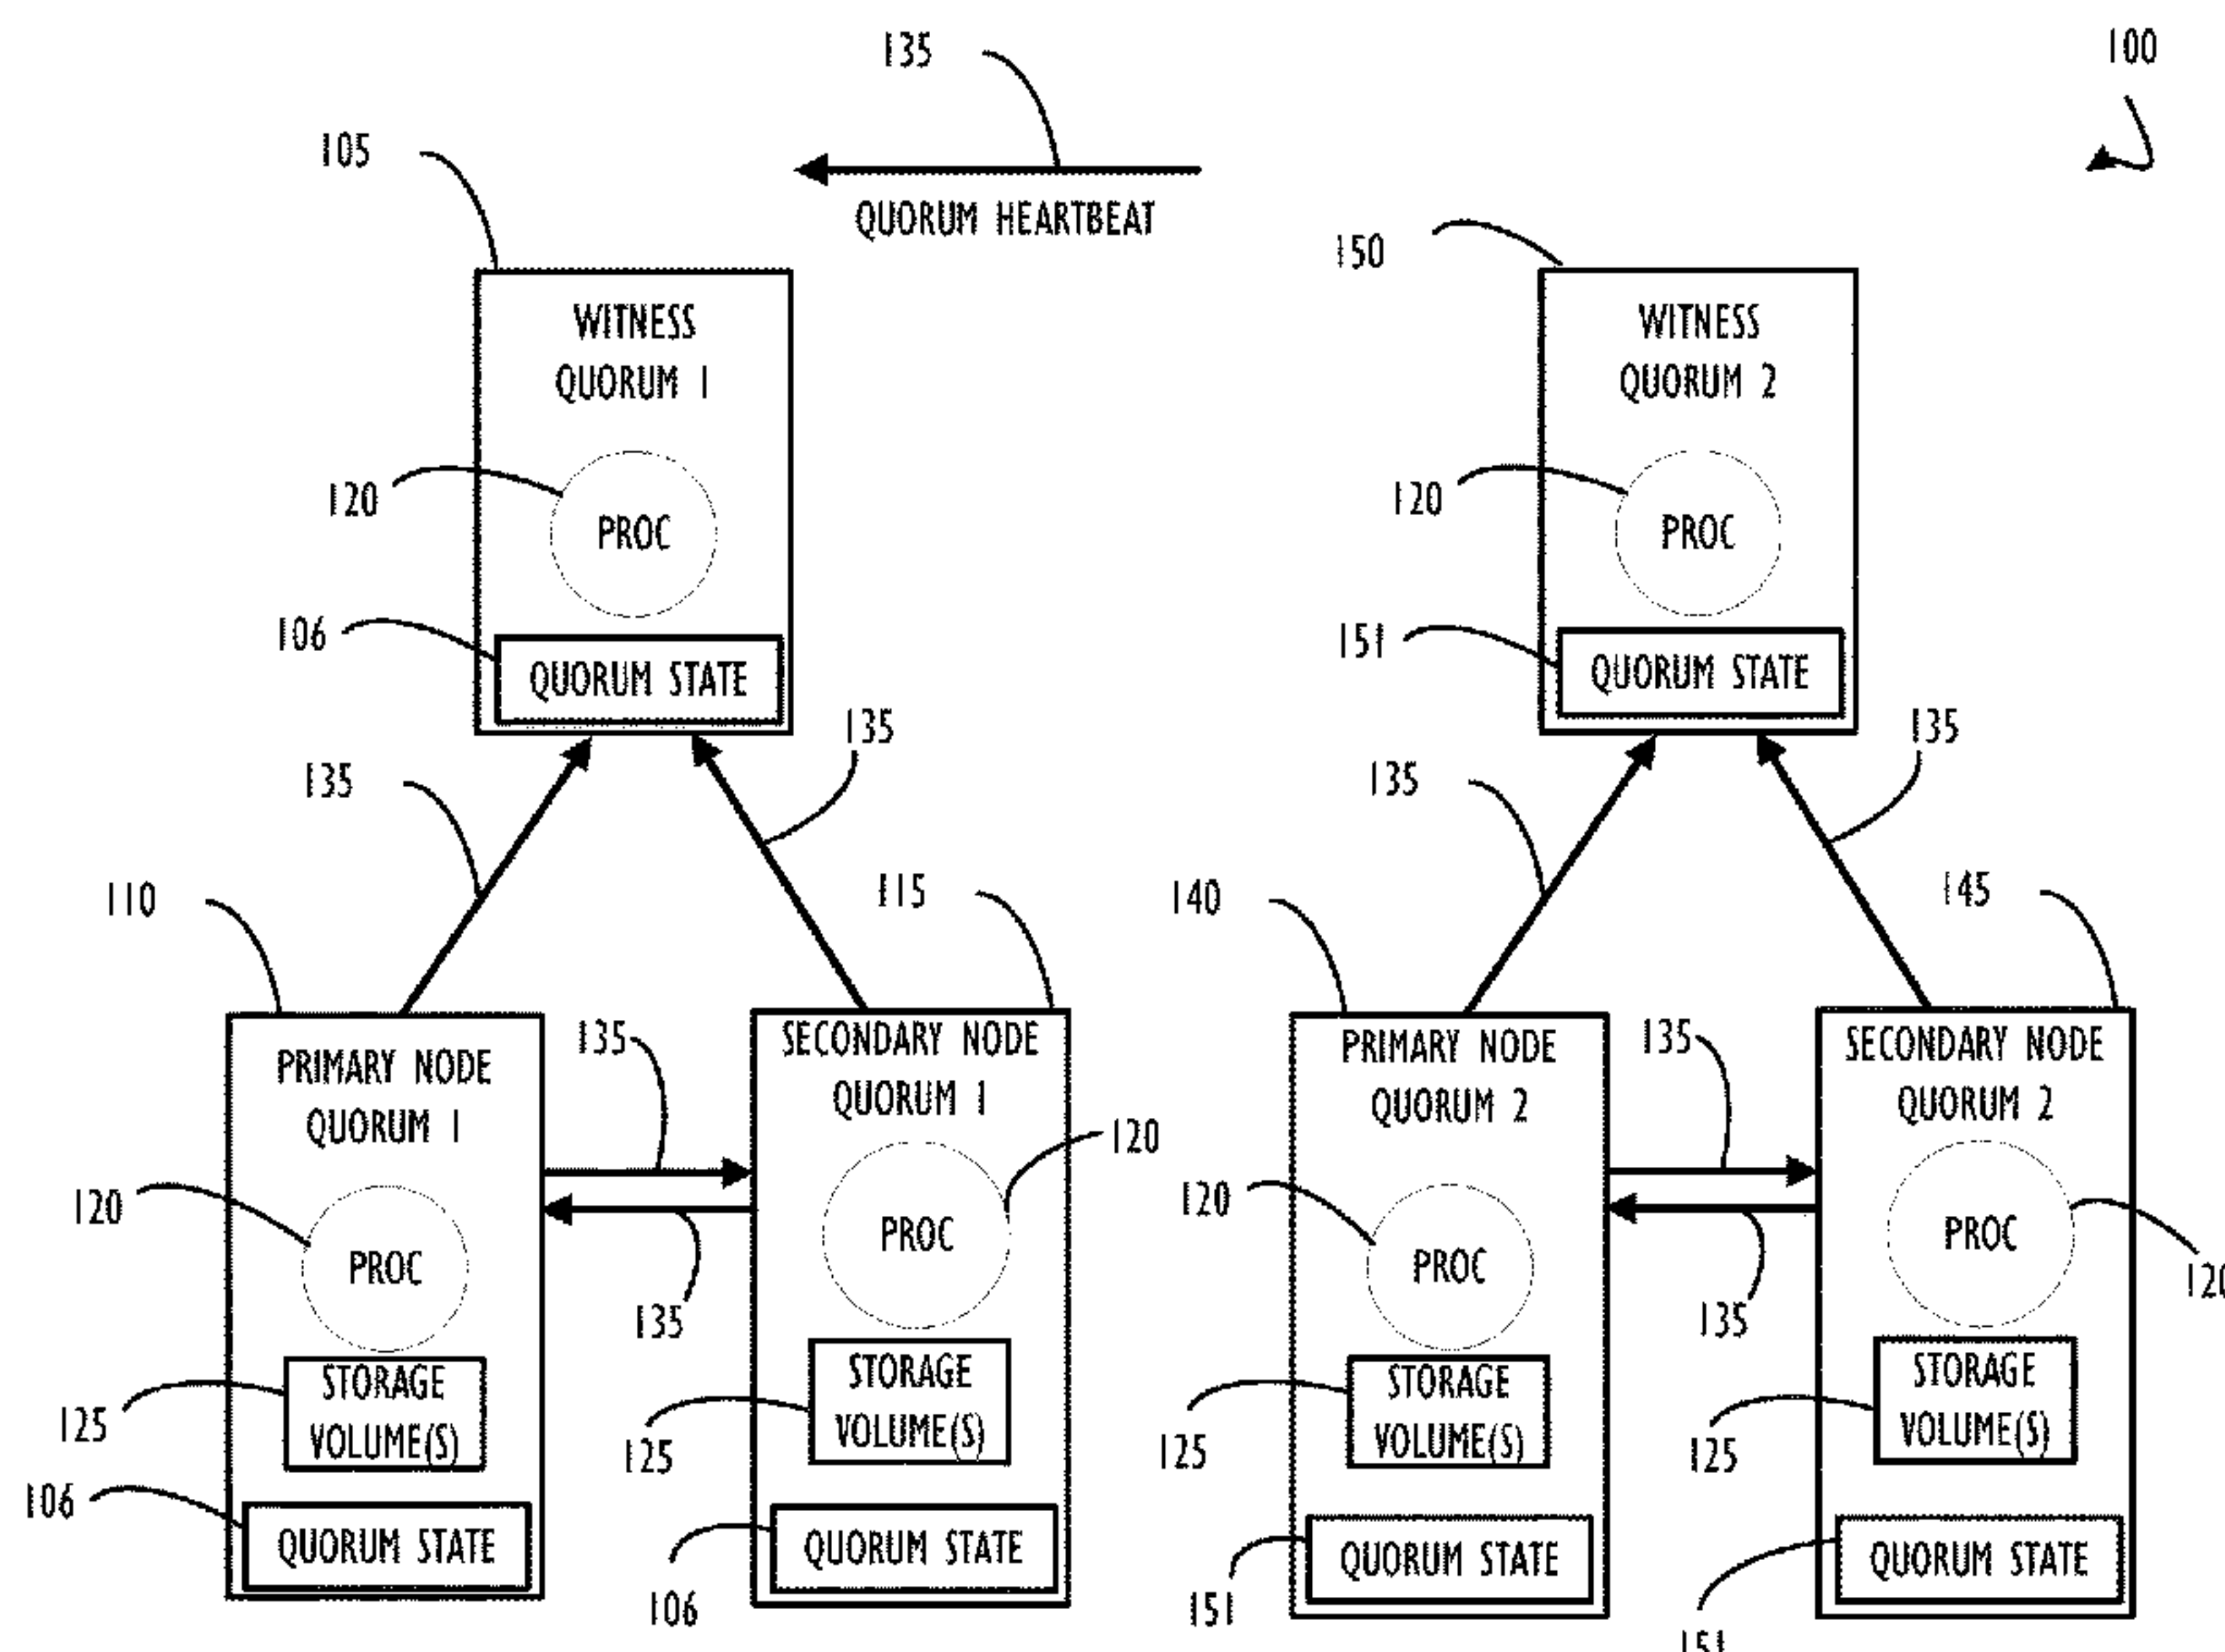 135
100
105
QUORUM HEARTBEAT
150
WITNESS
QUORUM 1
WITNESS
QUORUM 2
120
PROC
120
PROC
106
QUORUM STATE
151
QUORUM STATE
135
135
135
135
110
115
140
145
PRIMARY NODE
QUORUM 1
135
SECONDARY NODE
QUORUM 1
PRIMARY NODE
QUORUM 2
135
SECONDARY NODE
QUORUM 2
120
PROC
PROC
120
120
PROC
PROC
120
135
135
STORAGE
VOLUME(S)
125
STORAGE
VOLUME(S)
125
STORAGE
VOLUME(S)
125
STORAGE
VOLUME(S)
125
106
QUORUM STATE
QUORUM STATE
106
QUORUM STATE
151
QUORUM STATE
151